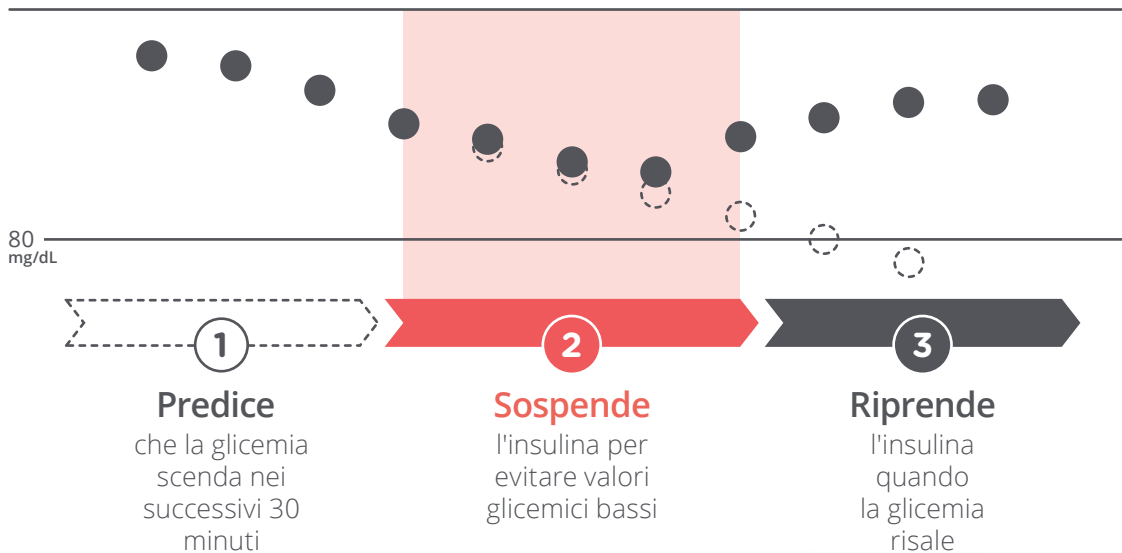 80
mg/dL
1
Predice
che la glicemia
scenda nei
successivi 30
minuti
2
Sospende
l'insulina per
evitare valori
glicemici bassi
3
Riprende
l'insulina
quando
la glicemia
risale